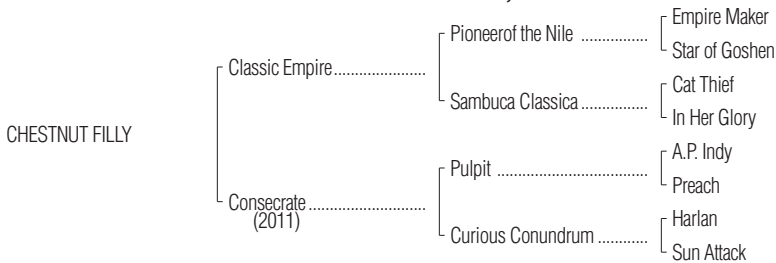 Empire Maker
Pioneerof the Nile ................
Star of Goshen
Classic Empire......................
Cat Thief
Sambuca Classica ................
In Her Glory
CHESTNUT FILLY
A.P. Indy
Pulpit ....................................
Preach
Consecrate ............................
(2011)
Harlan
Curious Conundrum ............
Sun Attack